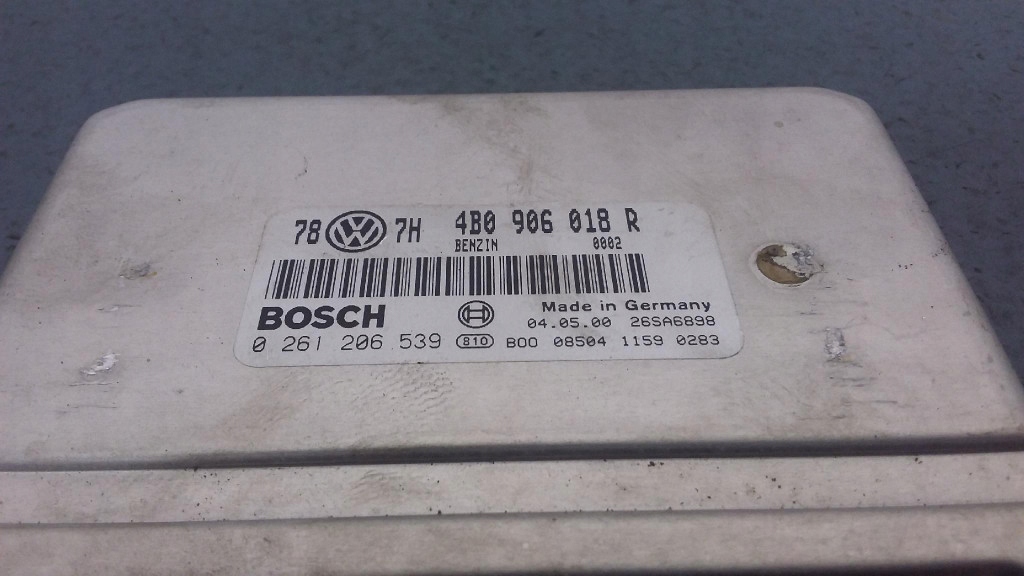 78 VW 7H 4B0 906 018 R
BENZIN 0002
BOSCH Made in Germany
04.05.00 26SA6898
0 261 206 539 810 B00 08504 1159 0283